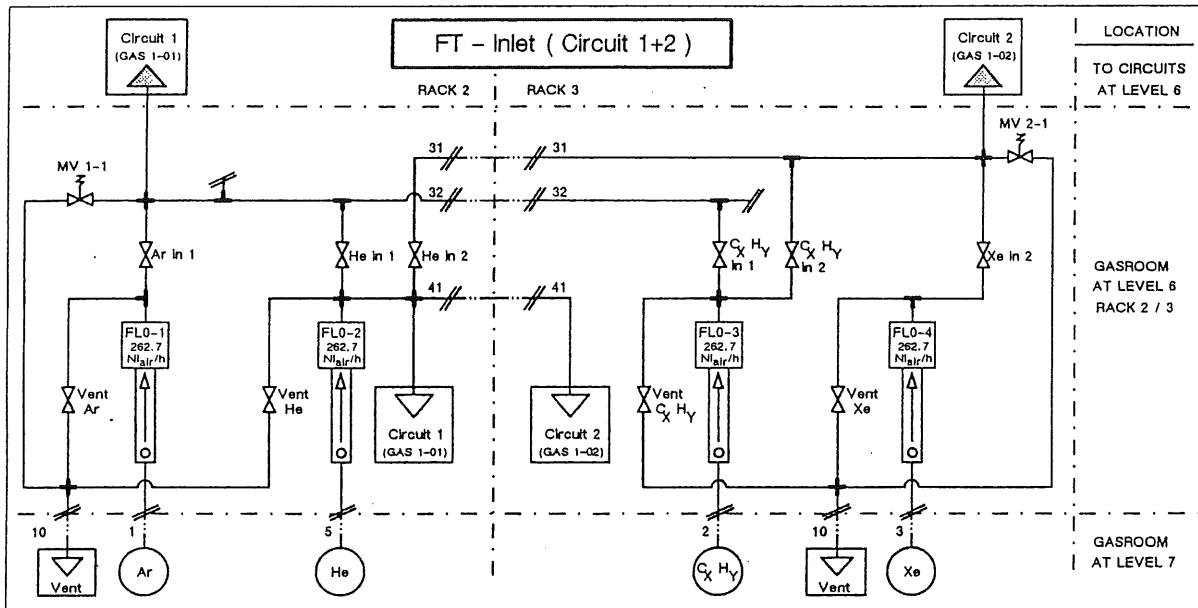 Circuit 1
(GAS 1-01)
FT - Inlet ( Circuit 1+2 )
Circuit 2
(GAS 1-02)
LOCATION
TO CIRCUITS
AT LEVEL 6
RACK 2
RACK 3
MV 1-1
31
31
MV 2-1
32
32
Ar in 1
He in 1
He in 2
CX HY
in 1
CX HY
in 2
Xe in 2
41
41
GASROOM
AT LEVEL 6
RACK 2 / 3
FL0-1
262.7
Nlair/h
FL0-2
262.7
Nlair/h
FL0-3
262.7
Nlair/h
FL0-4
262.7
Nlair/h
Vent
Ar
Vent
He
Vent
CX HY
Vent
Xe
Circuit 1
(GAS 1-01)
Circuit 2
(GAS 1-02)
10
1
5
2
10
3
GASROOM
AT LEVEL 7
Vent
Ar
He
CX HY
Vent
Xe